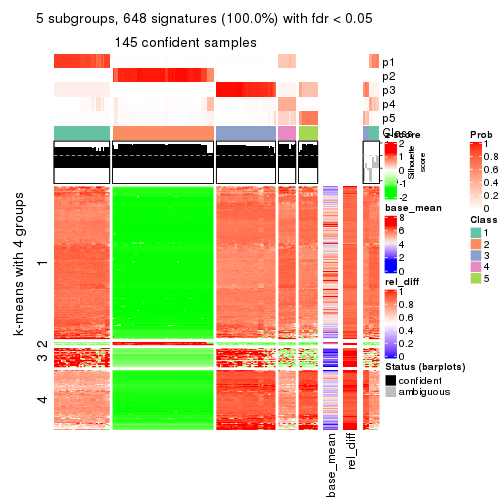 5 subgroups, 648 signatures (100.0%) with fdr < 0.05
145 confident samples
p1
p2
p3
p4
p5
Class
Silhouette
score
k-means with 4 groups
1
2
3
4
base_mean
rel_diff
z-score
2
1
0
-1
-2
base_mean
8
6
4
2
0
rel_diff
1
0.8
0.6
0.4
0.2
0
Status (barplots)
confident
ambiguous
Prob
1
0.8
0.6
0.4
0.2
0
Class
1
2
3
4
5